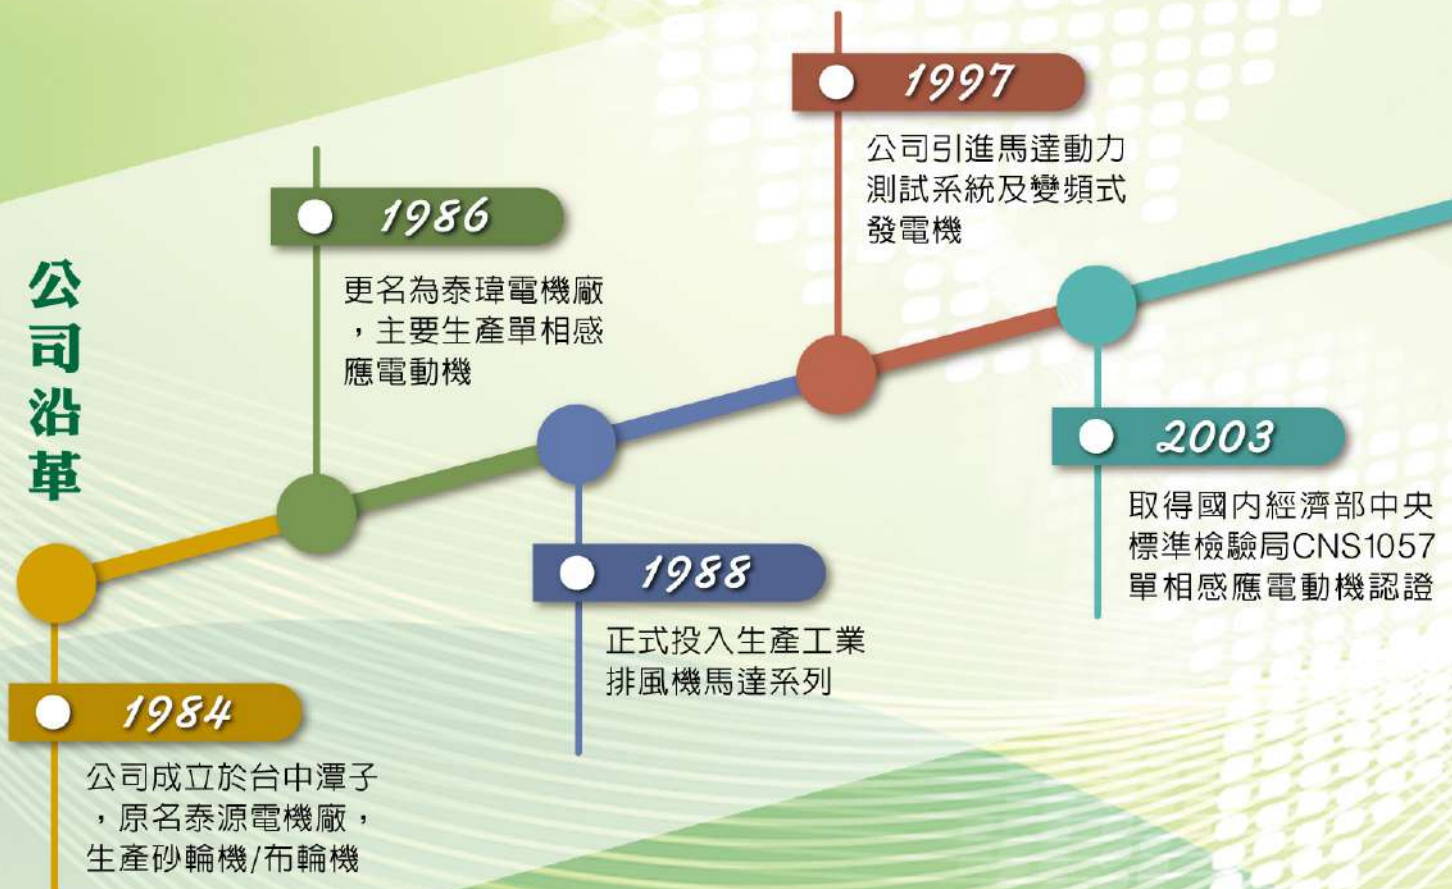 公司沿革
1984
公司成立於台中潭子
，原名泰源電機廠，
生產砂輪機/布輪機
1986
更名為泰瑋電機廠
，主要生產單相感
應電動機
1988
正式投入生產工業
排風機馬達系列
1997
公司引進馬達動力
測試系統及變頻式
發電機
2003
取得國內經濟部中央
標準檢驗局CNS1057
單相感應電動機認證